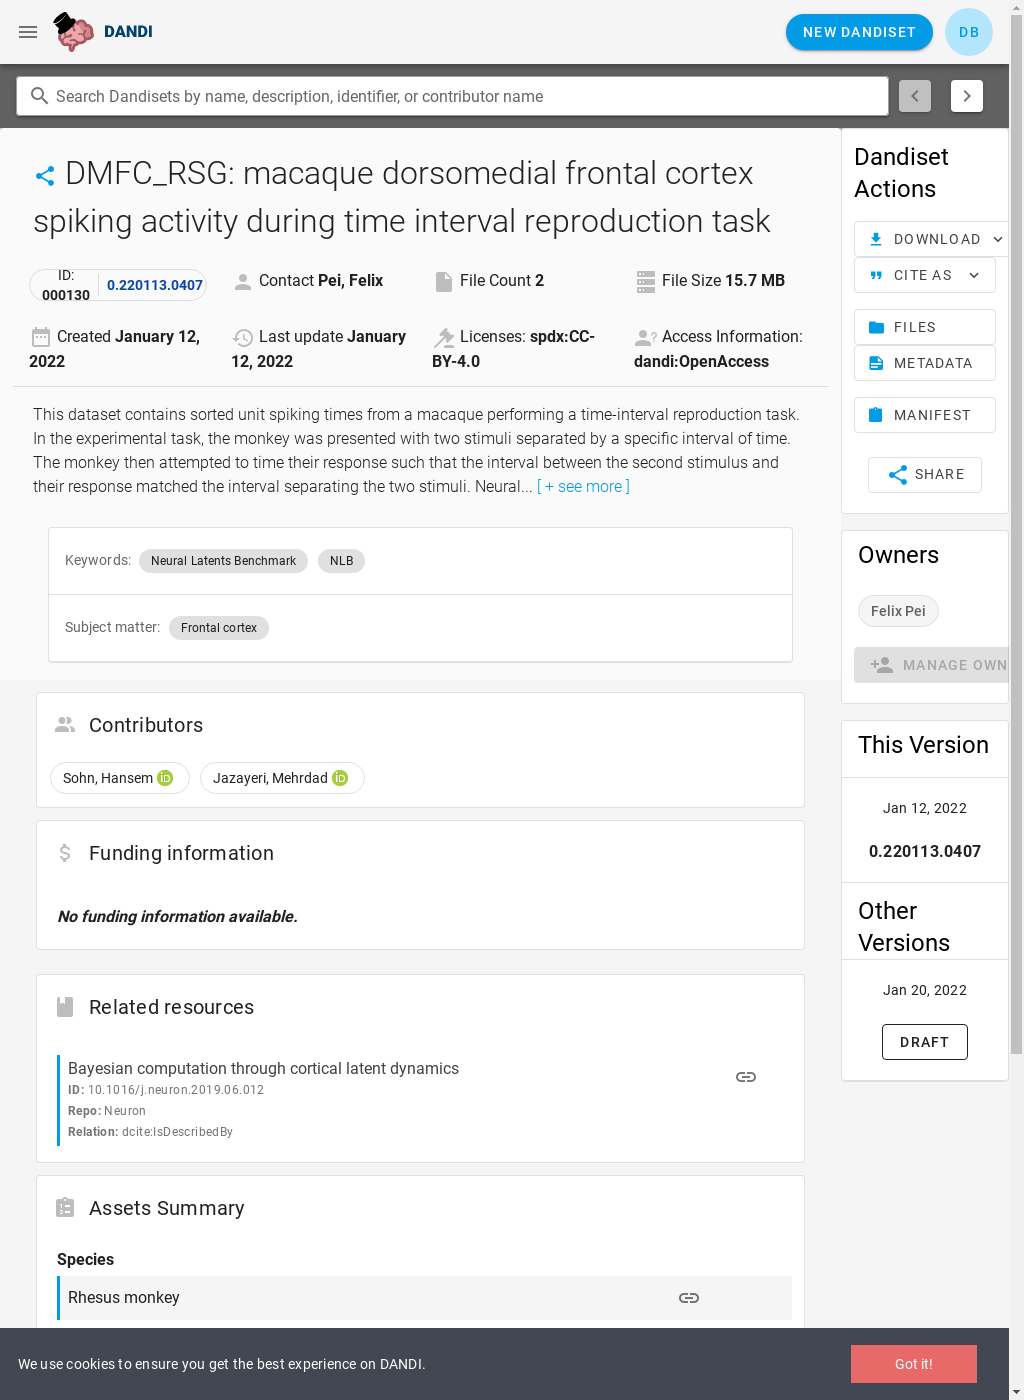 DANDI
NEW DANDISET
DB
Search Dandisets by name, description, identifier, or contributor name
DMFC_RSG: macaque dorsomedial frontal cortex
spiking activity during time interval reproduction task
ID:
000130
0.220113.0407
Contact Pei, Felix
File Count 2
File Size 15.7 MB
Created January 12,
2022
Last update January
12, 2022
Licenses: spdx:CC-
BY-4.0
Access Information:
dandi:OpenAccess
This dataset contains sorted unit spiking times from a macaque performing a time-interval reproduction task.
In the experimental task, the monkey was presented with two stimuli separated by a specific interval of time.
The monkey then attempted to time their response such that the interval between the second stimulus and
their response matched the interval separating the two stimuli. Neural... [ + see more ]
Keywords: Neural Latents Benchmark NLB
Subject matter: Frontal cortex
Contributors
Sohn, Hansem iD Jazayeri, Mehrdad iD
Funding information
No funding information available.
Related resources
Bayesian computation through cortical latent dynamics
ID: 10.1016/j.neuron.2019.06.012
Repo: Neuron
Relation: dcite:IsDescribedBy
Assets Summary
Species
Rhesus monkey
Dandiset
Actions
DOWNLOAD
CITE AS
FILES
METADATA
MANIFEST
SHARE
Owners
Felix Pei
MANAGE OWN
This Version
Jan 12, 2022
0.220113.0407
Other
Versions
Jan 20, 2022
DRAFT
We use cookies to ensure you get the best experience on DANDI.
Got it!